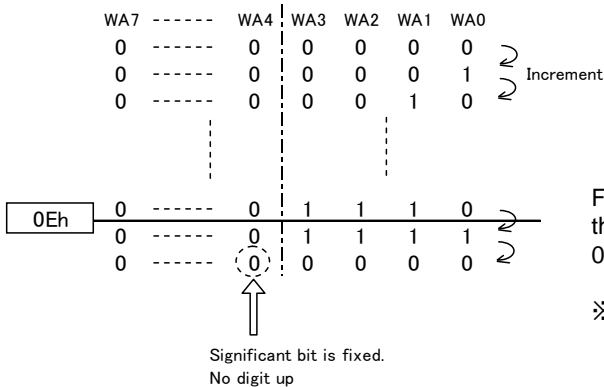 WA7 ------ WA4 WA3 WA2 WA1 WA0
0 ------ 0 0 0 0 0
0 ------ 0 0 0 0 1 Increment
0 ------ 0 0 0 1 0
0Eh 0 ------ 0 1 1 1 0
0 ------ 0 1 1 1 1
0 ------ 0 0 0 0 0
F
th
0
※
Significant bit is fixed.
No digit up